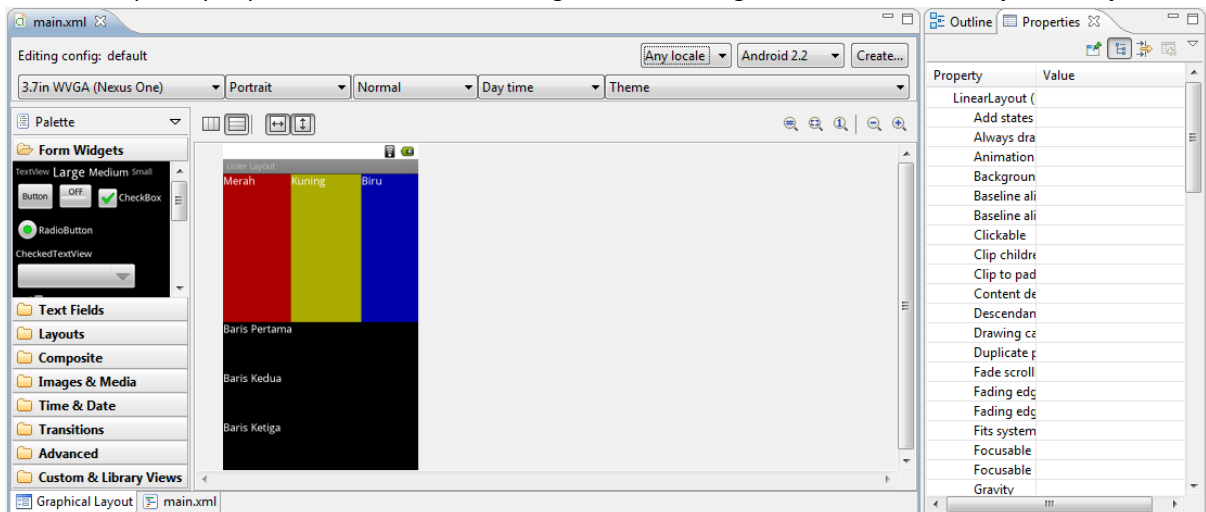 main.xml
Editing config: default
Any locale
Android 2.2
Create...
3.7in WVGA (Nexus One)
Portrait
Normal
Day time
Theme
Palette
Form Widgets
TextView Large Medium Small
Button
OFF
CheckBox
RadioButton
CheckedTextView
Text Fields
Layouts
Composite
Images & Media
Time & Date
Transitions
Advanced
Custom & Library Views
Linier Layout
Merah
Kuning
Biru
Baris Pertama
Baris Kedua
Baris Ketiga
Graphical Layout
main.xml
Outline
Properties
Property Value
LinearLayout (
Add states
Always dra
Animation
Backgroun
Baseline ali
Baseline ali
Clickable
Clip childre
Clip to pad
Content de
Descendan
Drawing ca
Duplicate p
Fade scroll
Fading edg
Fading edg
Fits system
Focusable
Focusable
Gravity